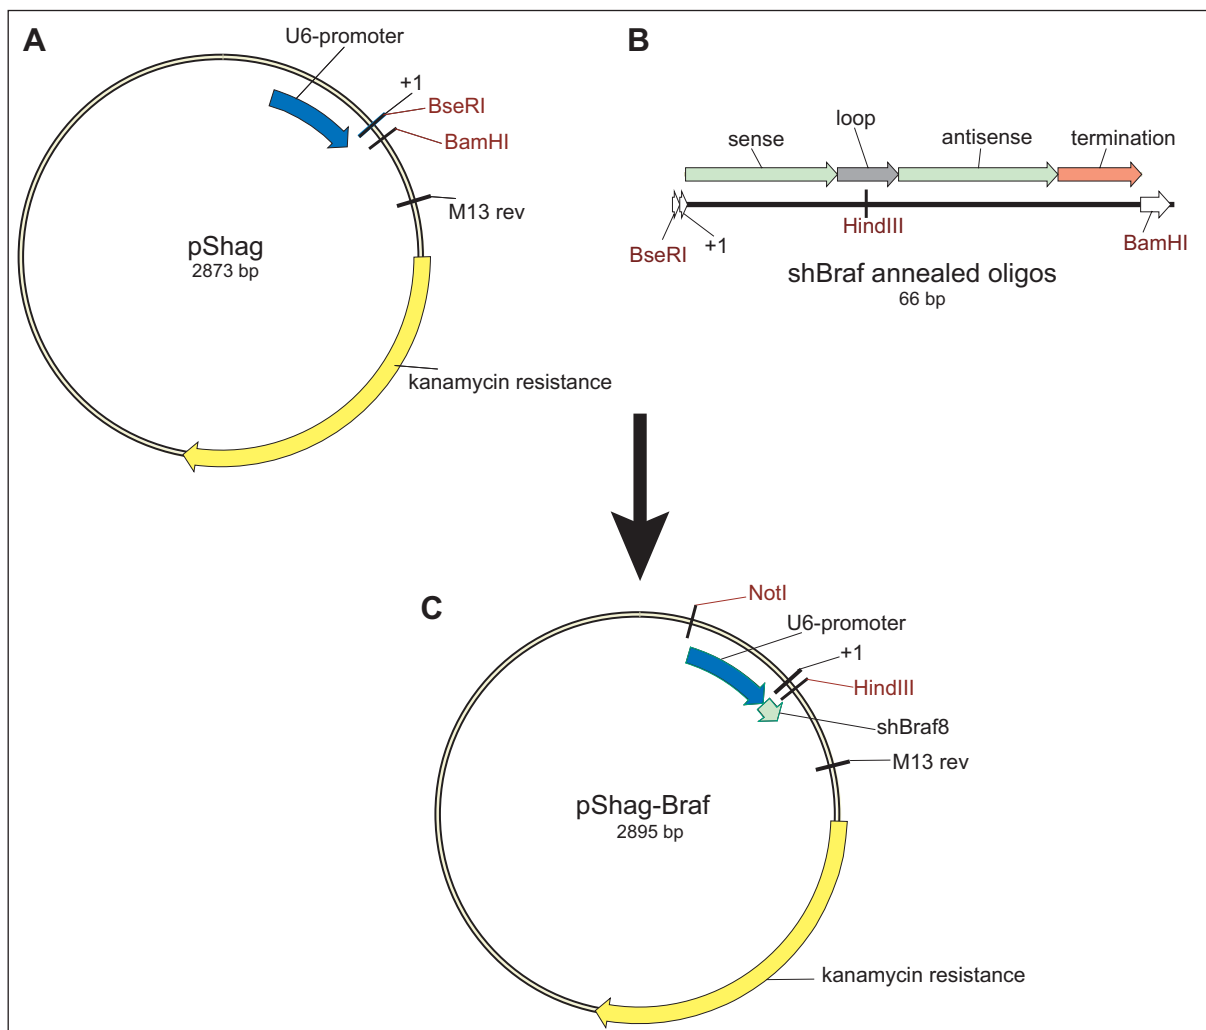 A
U6-promoter
+1
BseRI
BamHI
M13 rev
pShag
2873 bp
kanamycin resistance
B
sense
loop
antisense
termination
HindIII
BseRI
+1
BamHI
shBraf annealed oligos
66 bp
C
NotI
U6-promoter
+1
HindIII
shBraf8
M13 rev
pShag-Braf
2895 bp
kanamycin resistance